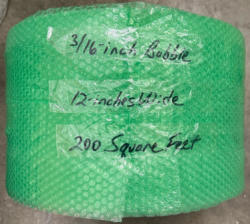 3/16-inch Bubble
12-inches Wide
200 Square Feet